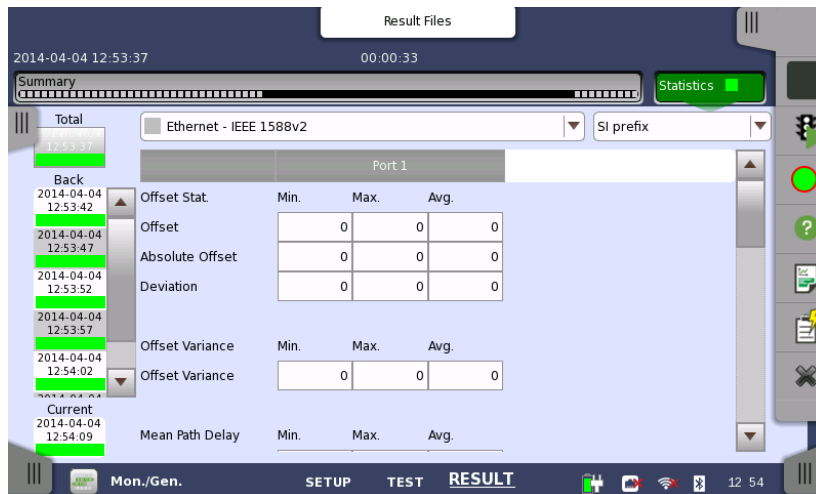 Result Files
2014-04-04 12:53:37 00:00:33
Summary
Statistics
Total
12:53:37
Ethernet - IEEE 1588v2
SI prefix
Port 1
Back
2014-04-04
12:53:42
2014-04-04
12:53:47
2014-04-04
12:53:52
2014-04-04
12:53:57
2014-04-04
12:54:02
Current
2014-04-04
12:54:09
Offset Stat. Min. Max. Avg.
Offset 0 0 0
Absolute Offset 0 0 0
Deviation 0 0 0
Offset Variance Min. Max. Avg.
Offset Variance 0 0 0
Mean Path Delay Min. Max. Avg.
Mon./Gen. SETUP TEST RESULT 12 54